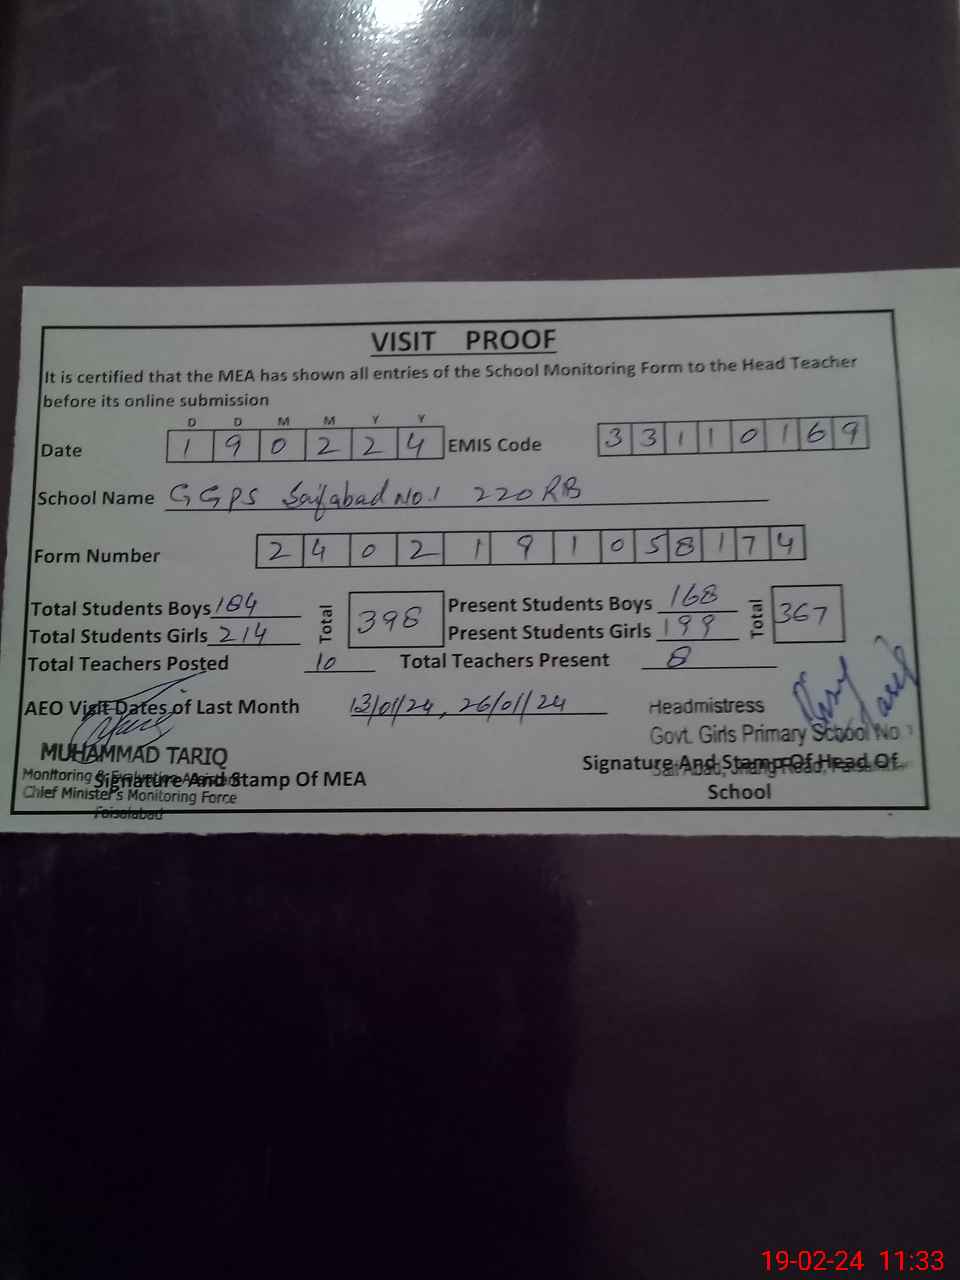 VISIT PROOF
It is certified that the MEA has shown all entries of the School Monitoring Form to the Head Teacher
before its online submission
D D M M Y Y
Date 1 9 0 2 2 4 EMIS Code 3 3 1 1 0 1 6 9
School Name GGPS Saifabad No.1 220 RB
Form Number 2 4 0 2 1 9 1 0 5 8 1 7 4
Total Students Boys 184 Total 398 Present Students Boys 168 Total 367
Total Students Girls 214 Present Students Girls 199
Total Teachers Posted 10 Total Teachers Present 8
AEO Visit Dates of Last Month 13/01/24, 26/01/24 Headmistress
Govt. Girls Primary School No
MUHAMMAD TARIQ
Signature And Stamp Of Head Of
School
Monitoring
Signature And Stamp Of MEA
Chief Minister's Monitoring Force
Faisalabad
19-02-24 11:33